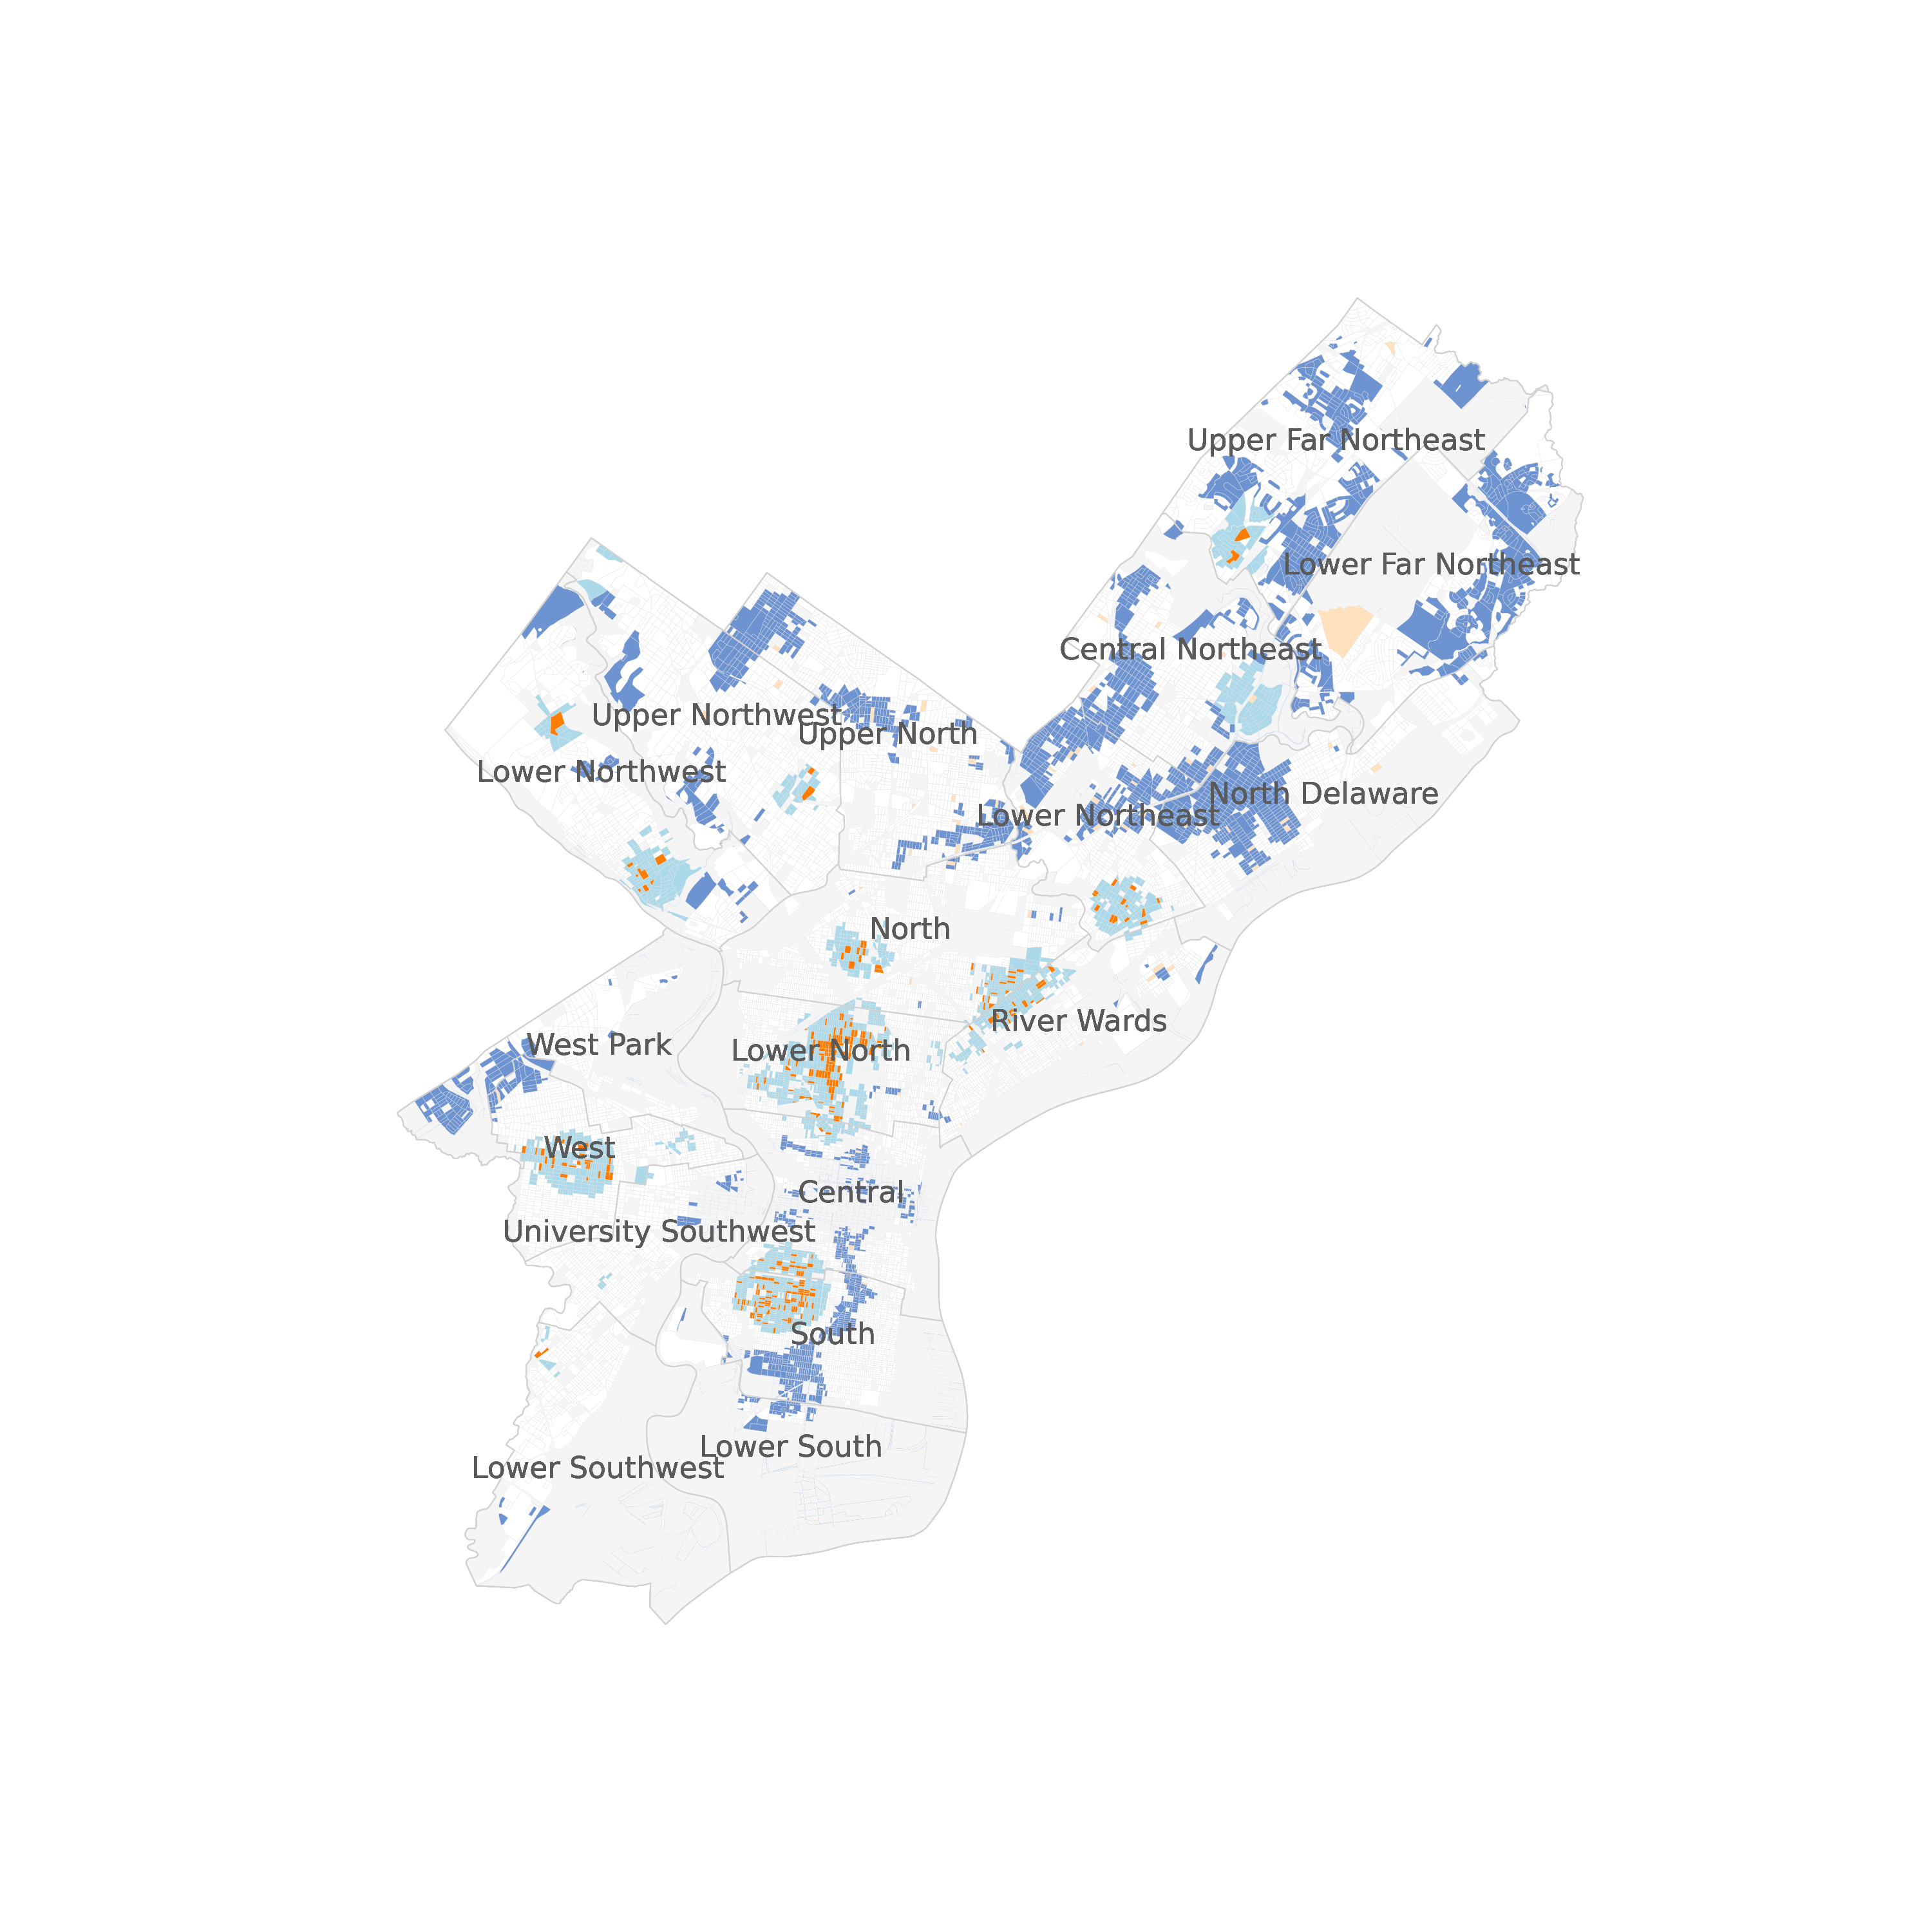 Upper Far Northeast
Lower Far Northeast
Central Northeast
Upper Northwest
Upper North
Lower Northwest
North Delaware
Lower Northeast
North
River Wards
West Park
Lower North
West
Central
University Southwest
South
Lower South
Lower Southwest